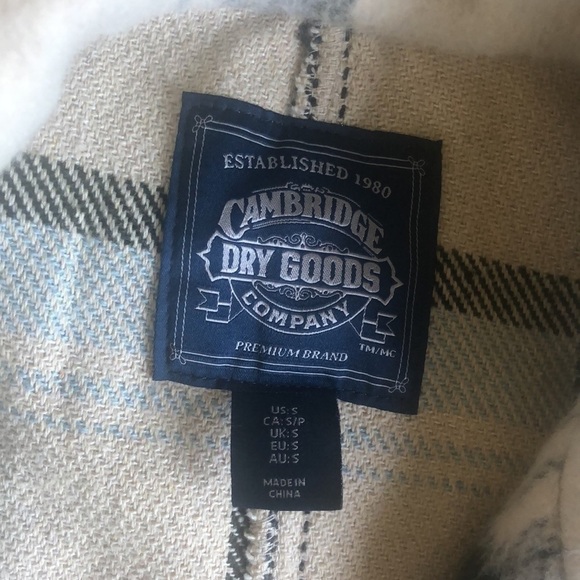 ESTABLISHED 1980
CAMBRIDGE
DRY GOODS
COMPANY
PREMIUM BRAND
TM/MC
US: S
CA: S/P
UK: S
EU: S
AU: S
MADE IN
CHINA